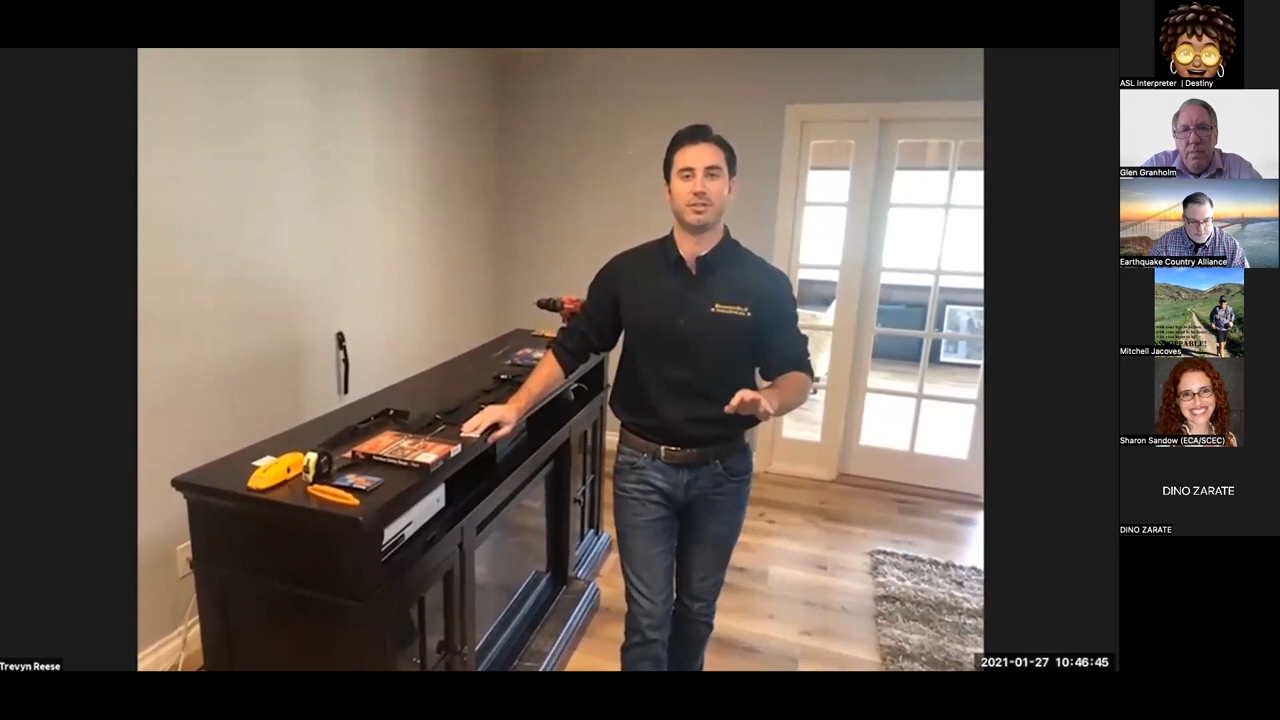 ASL Interpreter | Destiny
Glen Granholm
Earthquake Country Alliance
Mitchell Jacoves
Sharon Sandow (ECA/SCEC)
DINO ZARATE
DINO ZARATE
Trevyn Reese
2021-01-27 10:46:45